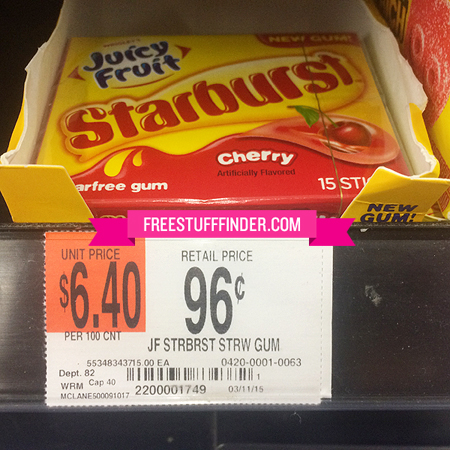 NEW GUM!
Juicy
Fruit
Starburst
Cherry
Artificially Flavored
arfree gum
15 STI
NEW
GUM!
FREESTUFFFINDER.COM
UNIT PRICE
$6.40
PER 100 CNT
RETAIL PRICE
96¢
JF STRBRST STRW GUM
55348343715.00 EA
0420-0001-0063
Dept. 82
WRM Cap 40
1
MCLANE500091017
2200001749
03/11/15